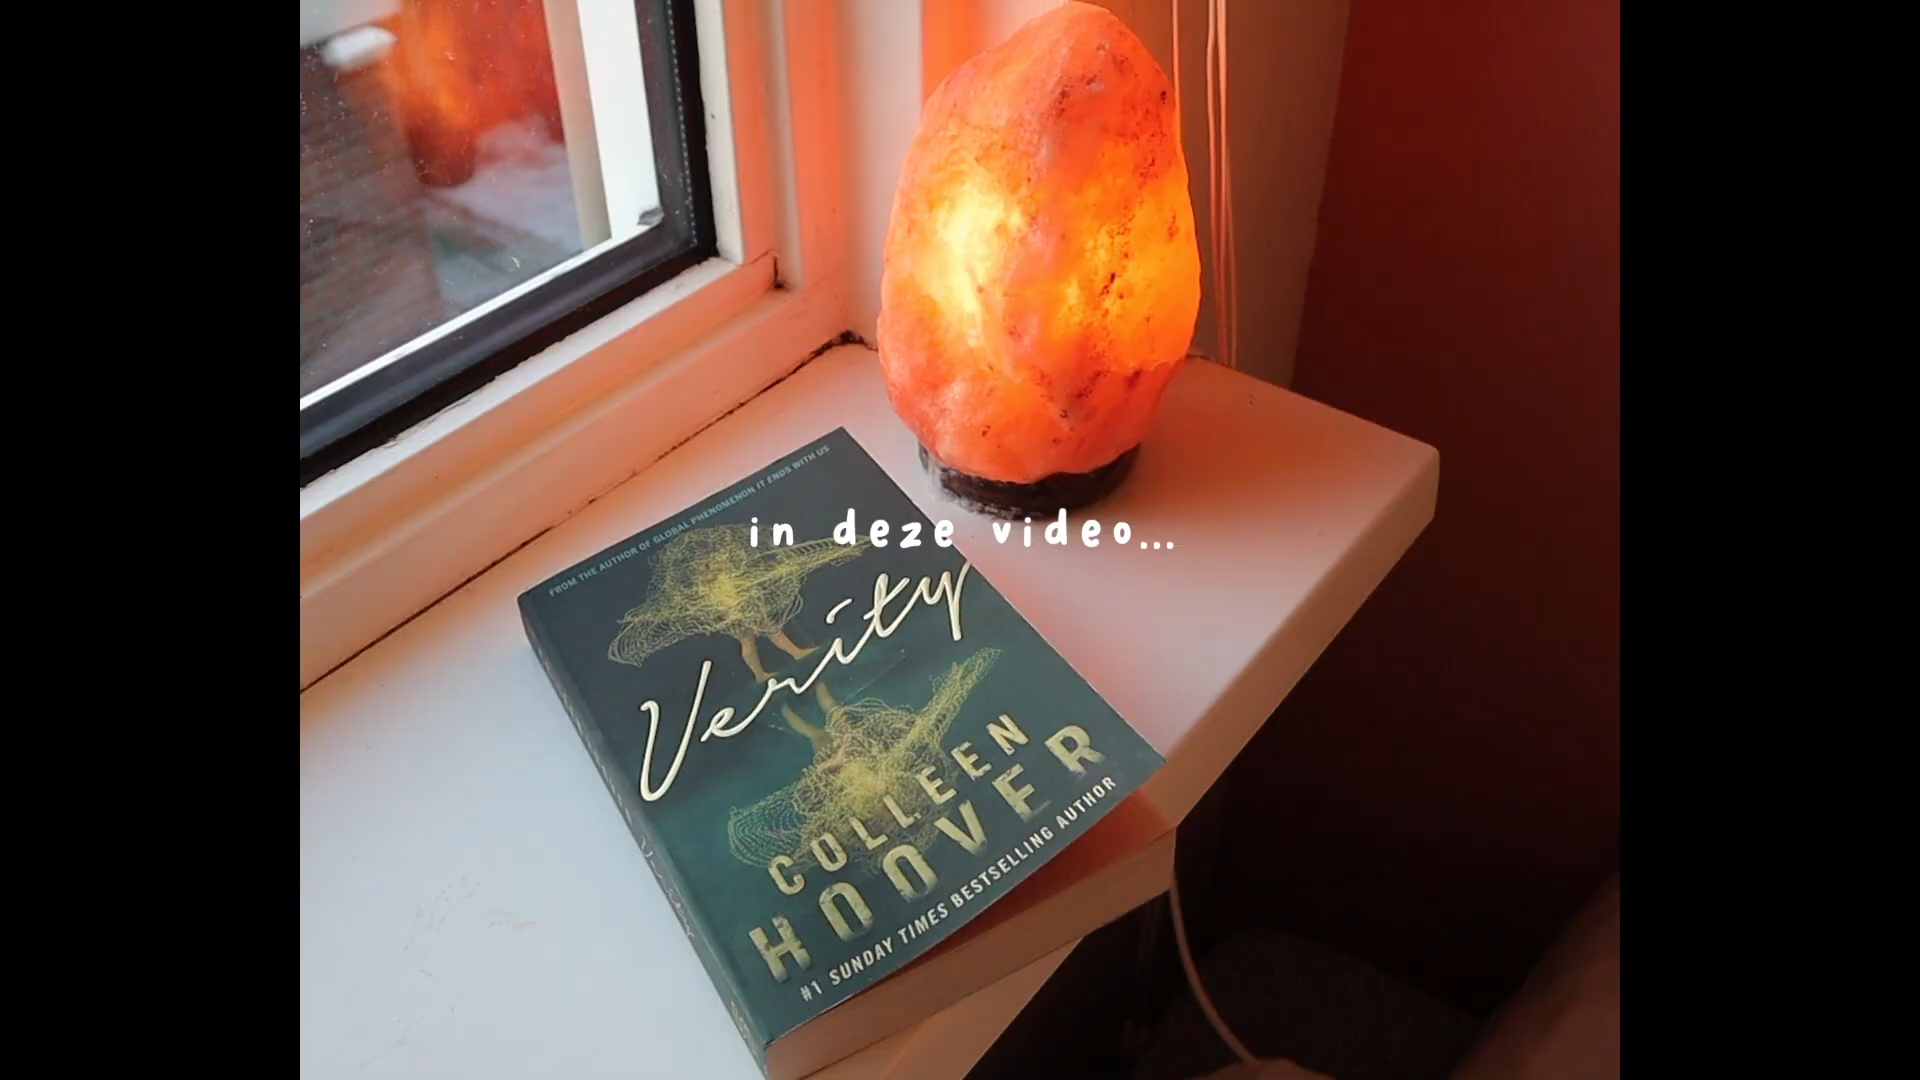 FROM THE AUTHOR OF GLOBAL PHENOMENON IT ENDS WITH US
in deze video...
Verity
COLLEEN
HOOVER
#1 SUNDAY TIMES BESTSELLING AUTHOR